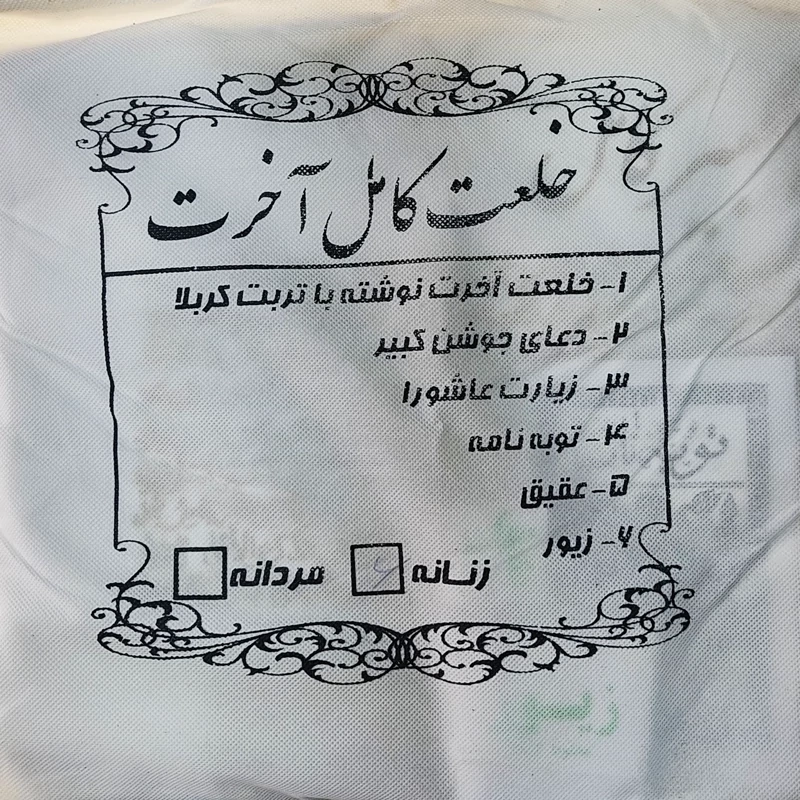 خلعت کامل آخرت
۱- خلعت آخرت نوشته با تربت کربلا
۲- دعای جوشن کبیر
۳- زیارت عاشورا
۴- توبه نامه
۵- عقیق
۶- زیور
زنانه مردانه